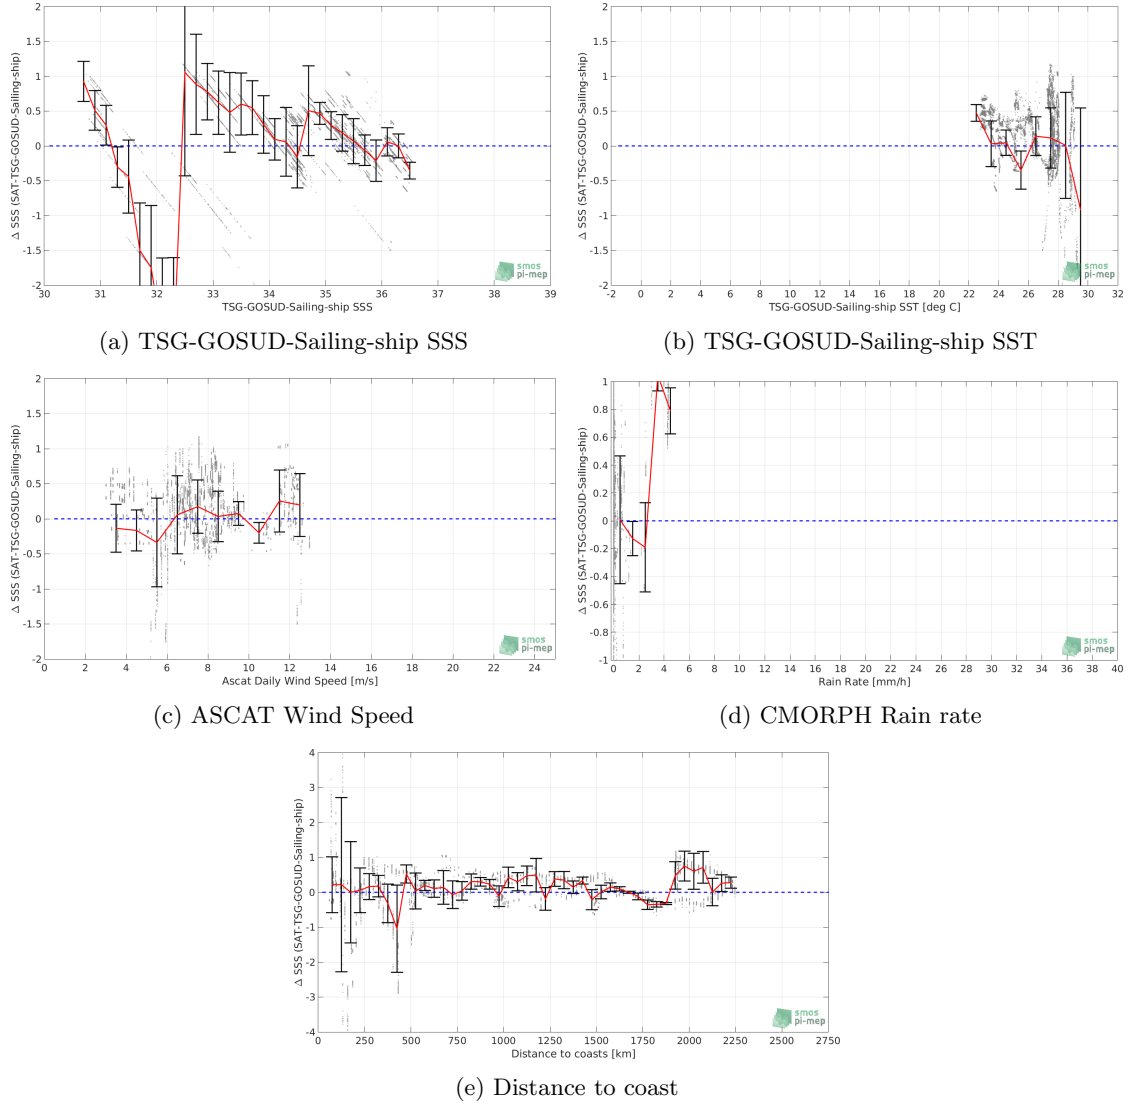 2
1.5
1
0.5
0
-0.5
-1
-1.5
-2
Δ SSS (SAT-TSG-GOSUD-Sailing-ship)
30 31 32 33 34 35 36 37 38 39
TSG-GOSUD-Sailing-ship SSS
smos
pi-mep
(a) TSG-GOSUD-Sailing-ship SSS
2
1.5
1
0.5
0
-0.5
-1
-1.5
-2
Δ SSS (SAT-TSG-GOSUD-Sailing-ship)
-2 0 2 4 6 8 10 12 14 16 18 20 22 24 26 28 30 32
TSG-GOSUD-Sailing-ship SST [deg C]
smos
pi-mep
(b) TSG-GOSUD-Sailing-ship SST
2
1.5
1
0.5
0
-0.5
-1
-1.5
-2
Δ SSS (SAT-TSG-GOSUD-Sailing-ship)
0 2 4 6 8 10 12 14 16 18 20 22 24
Ascat Daily Wind Speed [m/s]
smos
pi-mep
(c) ASCAT Wind Speed
1
0.8
0.6
0.4
0.2
0
-0.2
-0.4
-0.6
-0.8
-1
Δ SSS (SAT-TSG-GOSUD-Sailing-ship)
0 2 4 6 8 10 12 14 16 18 20 22 24 26 28 30 32 34 36 38 40
Rain Rate [mm/h]
smos
pi-mep
(d) CMORPH Rain rate
4
3
2
1
0
-1
-2
-3
-4
Δ SSS (SAT-TSG-GOSUD-Sailing-ship)
0 250 500 750 1000 1250 1500 1750 2000 2250 2500 2750
Distance to coasts [km]
smos
pi-mep
(e) Distance to coast